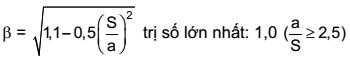 β = √(1,1–0,5(S/a)²) trị số lớn nhất: 1,0 (a/S ≥ 2,5)